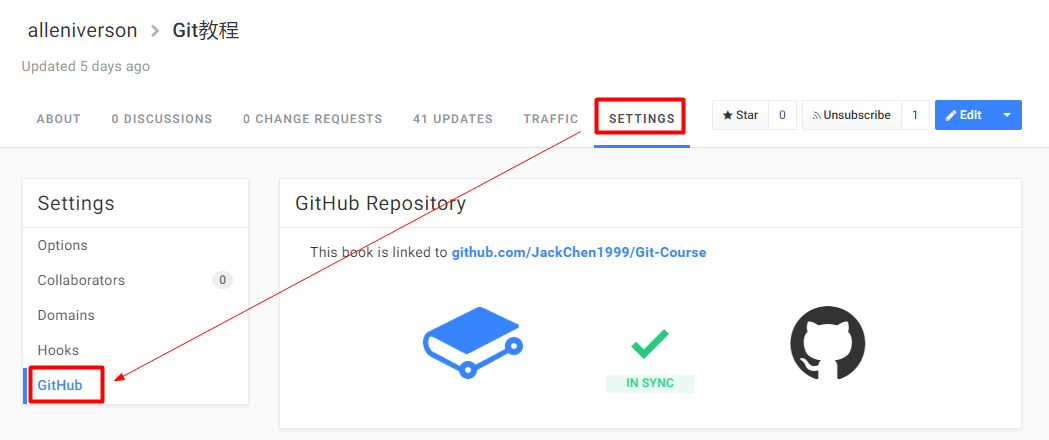 alleniverson > Git教程
Updated 5 days ago
ABOUT 0 DISCUSSIONS 0 CHANGE REQUESTS 41 UPDATES TRAFFIC SETTINGS Star 0 Unsubscribe 1 Edit
Settings
Options
Collaborators 0
Domains
Hooks
GitHub
GitHub Repository
This book is linked to github.com/JackChen1999/Git-Course
IN SYNC